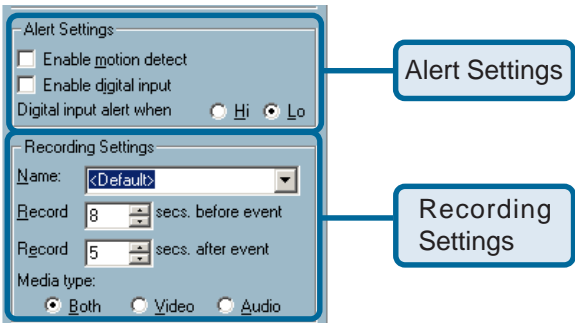 Alert Settings
Enable motion detect
Enable digital input
Digital input alert when Hi Lo
Alert Settings
Recording Settings
Name: <Default>
Record 8 secs. before event
Record 5 secs. after event
Media type:
Both Video Audio
Recording
Settings